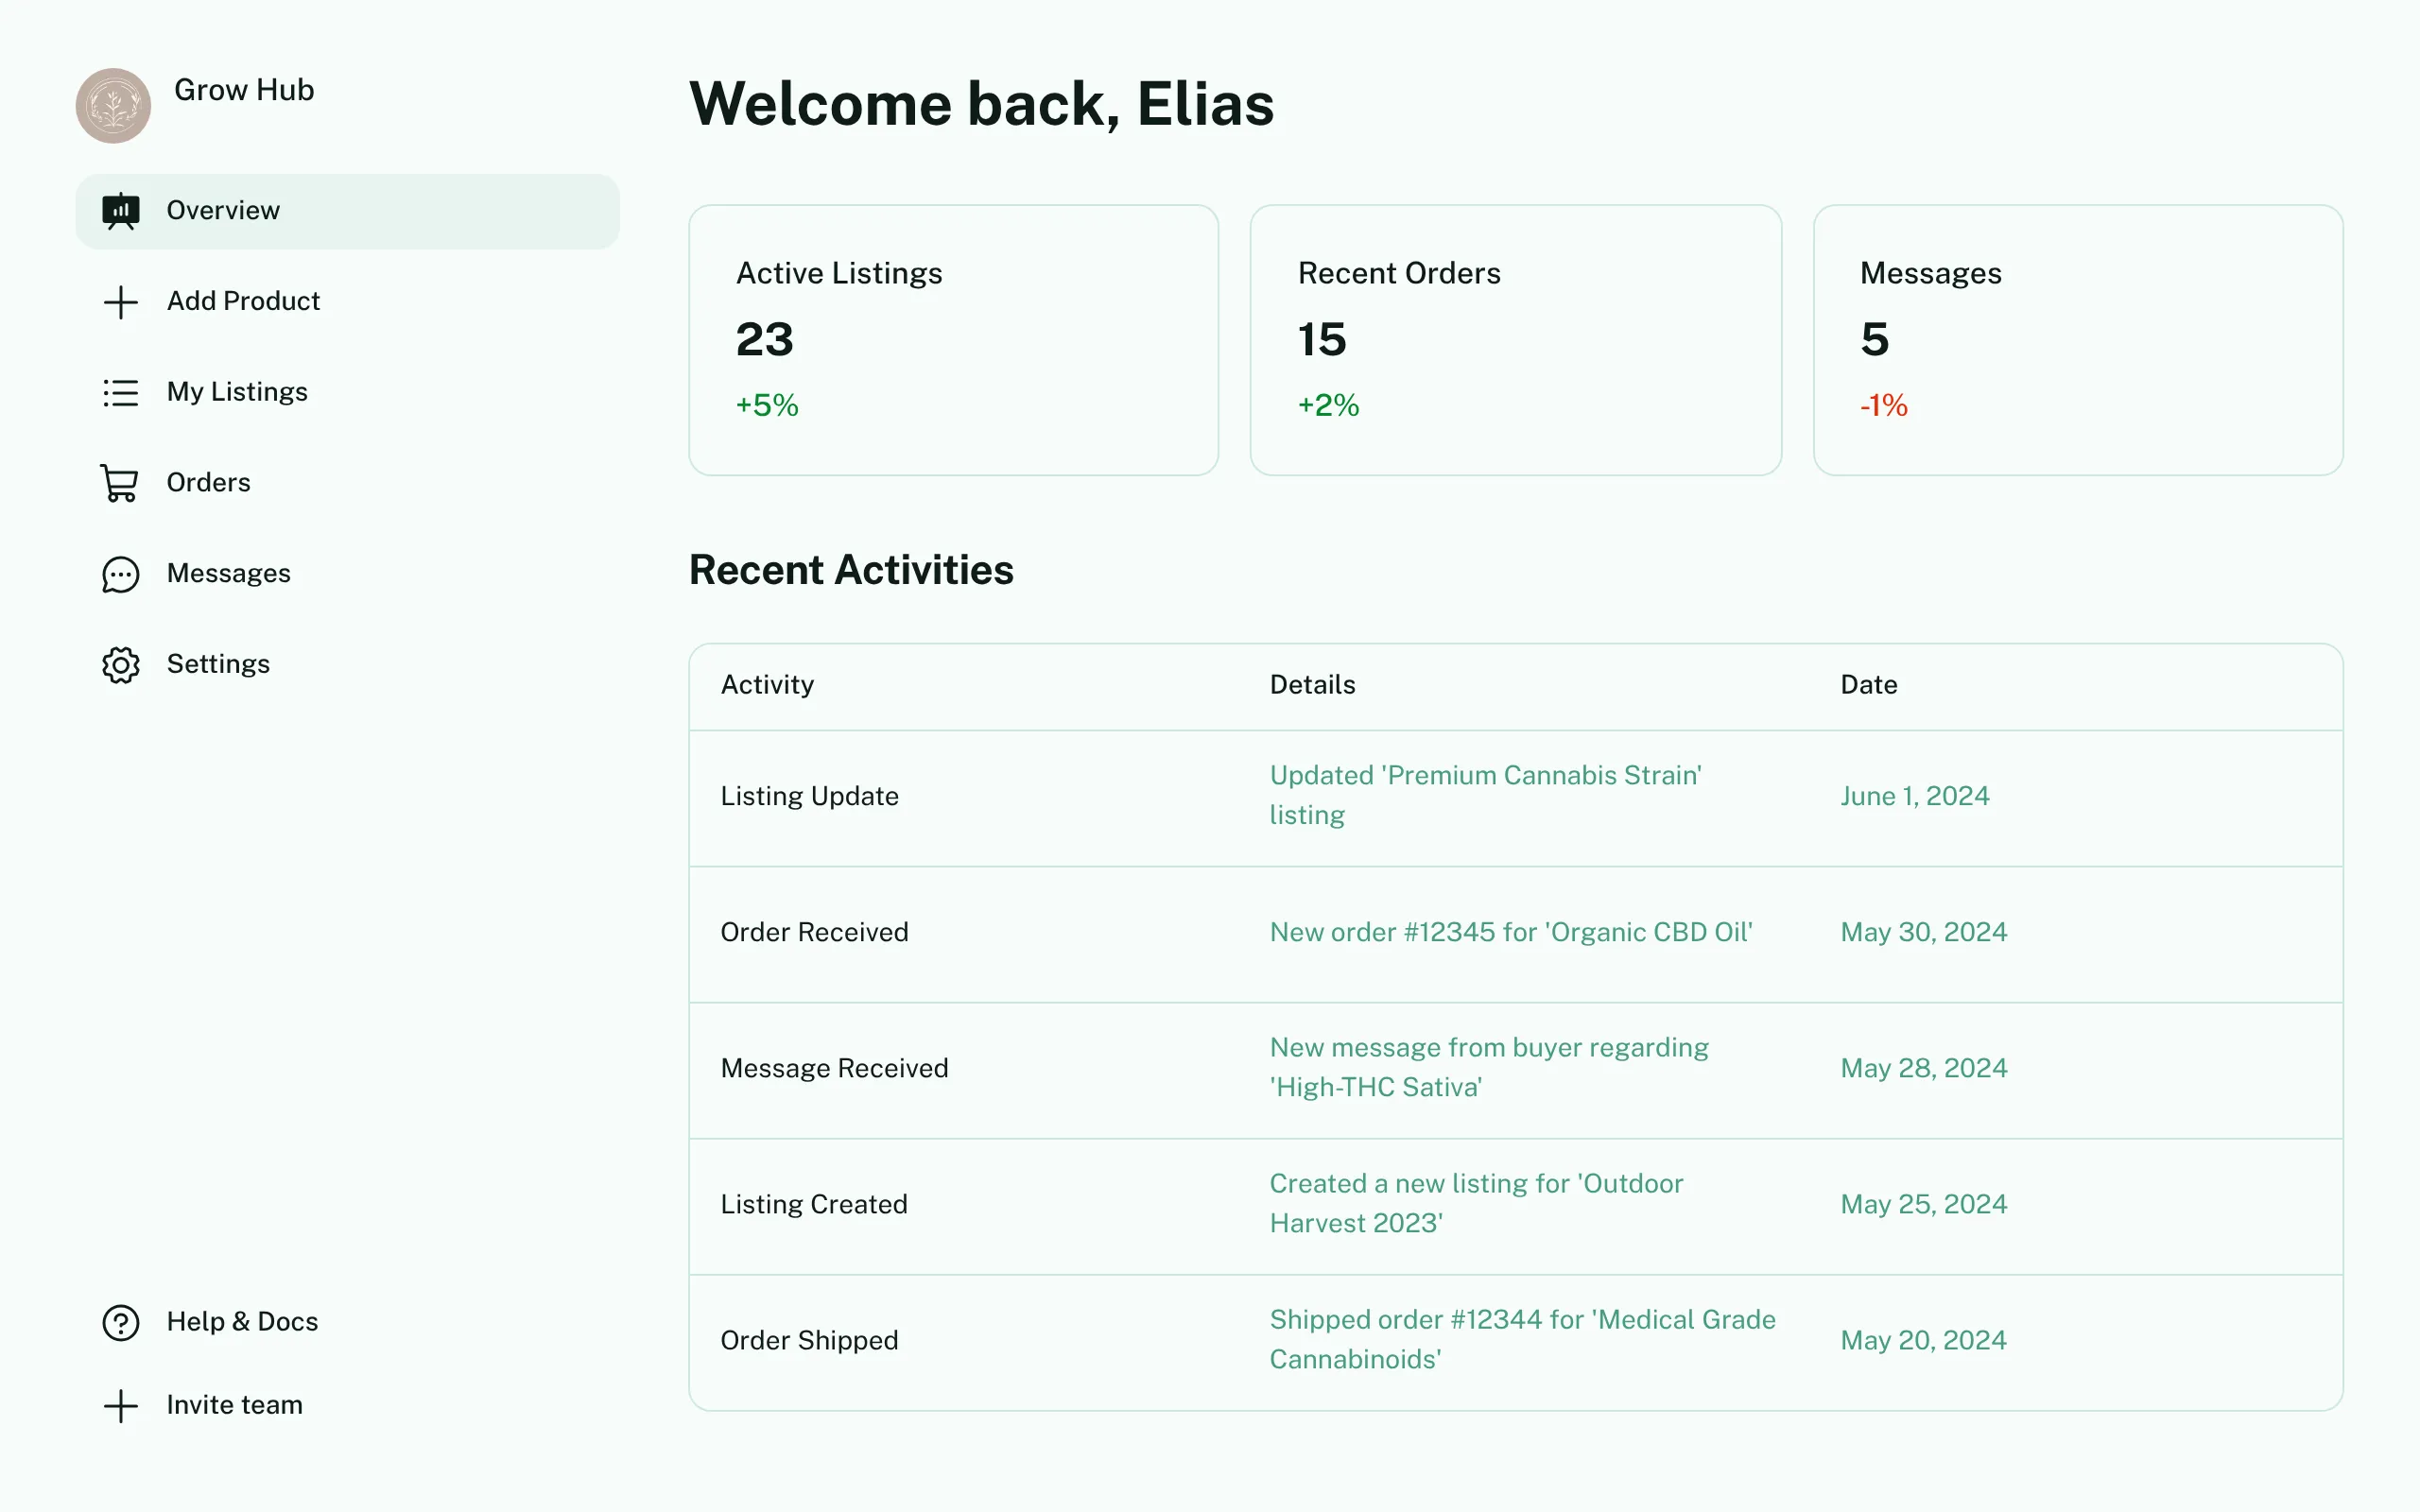 Grow Hub
Overview
Add Product
My Listings
Orders
Messages
Settings
Help & Docs
Invite team
Welcome back, Elias
Active Listings
23
+5%
Recent Orders
15
+2%
Messages
5
-1%
Recent Activities
Activity Details Date
Listing Update
Updated 'Premium Cannabis Strain'
listing
June 1, 2024
Order Received
New order #12345 for 'Organic CBD Oil'
May 30, 2024
Message Received
New message from buyer regarding
'High-THC Sativa'
May 28, 2024
Listing Created
Created a new listing for 'Outdoor
Harvest 2023'
May 25, 2024
Order Shipped
Shipped order #12344 for 'Medical Grade
Cannabinoids'
May 20, 2024